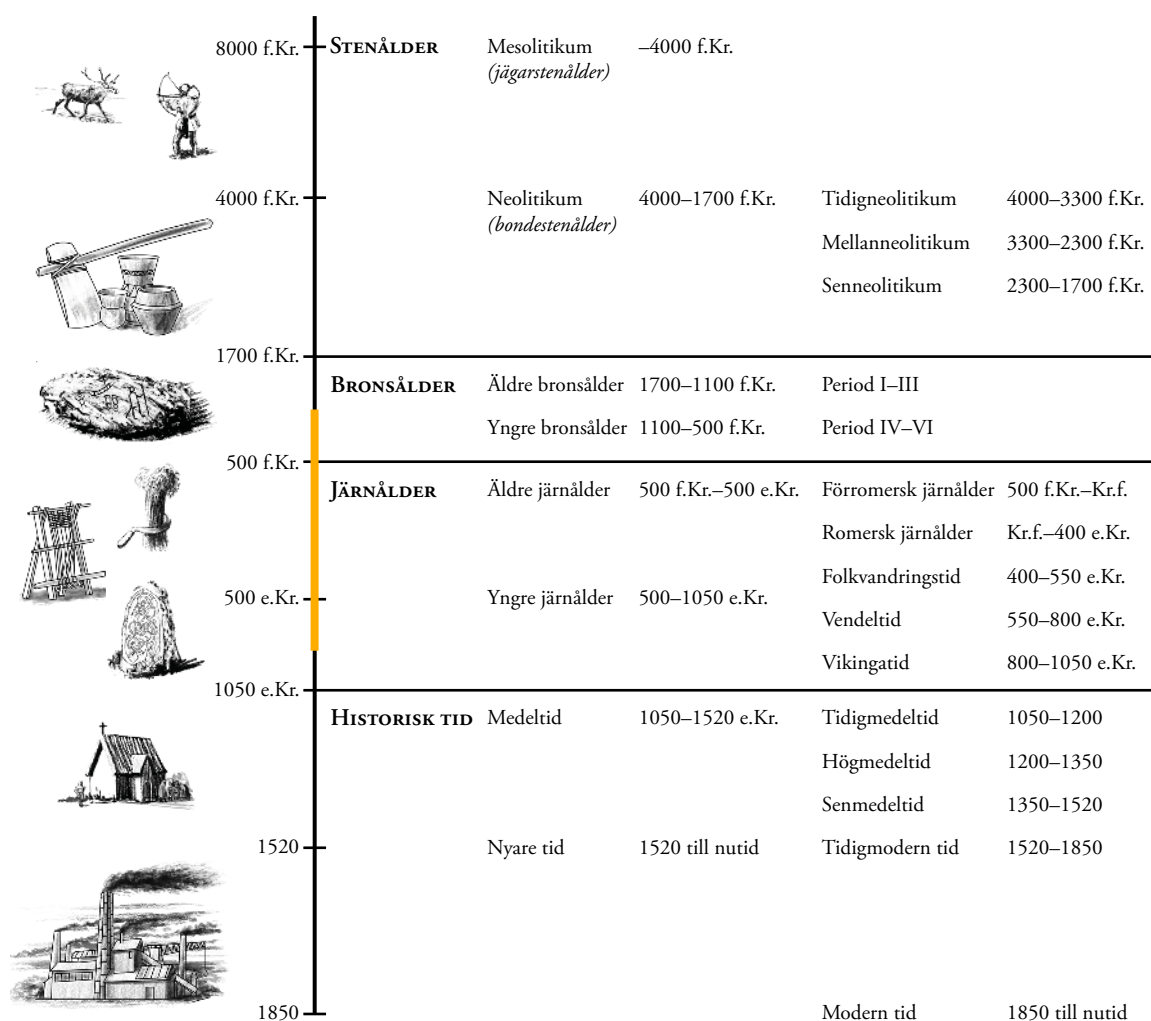 8000 f.Kr. STENÅLDER Mesolitikum –4000 f.Kr.
(jägarstenålder)
4000 f.Kr. Neolitikum 4000–1700 f.Kr. Tidigneolitikum 4000–3300 f.Kr.
(bondestenålder)
Mellanneolitikum 3300–2300 f.Kr.
Senneolitikum 2300–1700 f.Kr.
1700 f.Kr.
BRONSÅLDER Äldre bronsålder 1700–1100 f.Kr. Period I–III
Yngre bronsålder 1100–500 f.Kr. Period IV–VI
500 f.Kr.
JÄRNÅLDER Äldre järnålder 500 f.Kr.–500 e.Kr. Förromersk järnålder 500 f.Kr.–Kr.f.
Romersk järnålder Kr.f.–400 e.Kr.
Folkvandringstid 400–550 e.Kr.
500 e.Kr. Yngre järnålder 500–1050 e.Kr.
Vendeltid 550–800 e.Kr.
Vikingatid 800–1050 e.Kr.
1050 e.Kr.
HISTORISK TID Medeltid 1050–1520 e.Kr. Tidigmedeltid 1050–1200
Högmedeltid 1200–1350
Senmedeltid 1350–1520
1520 Nyare tid 1520 till nutid Tidigmodern tid 1520–1850
1850 Modern tid 1850 till nutid